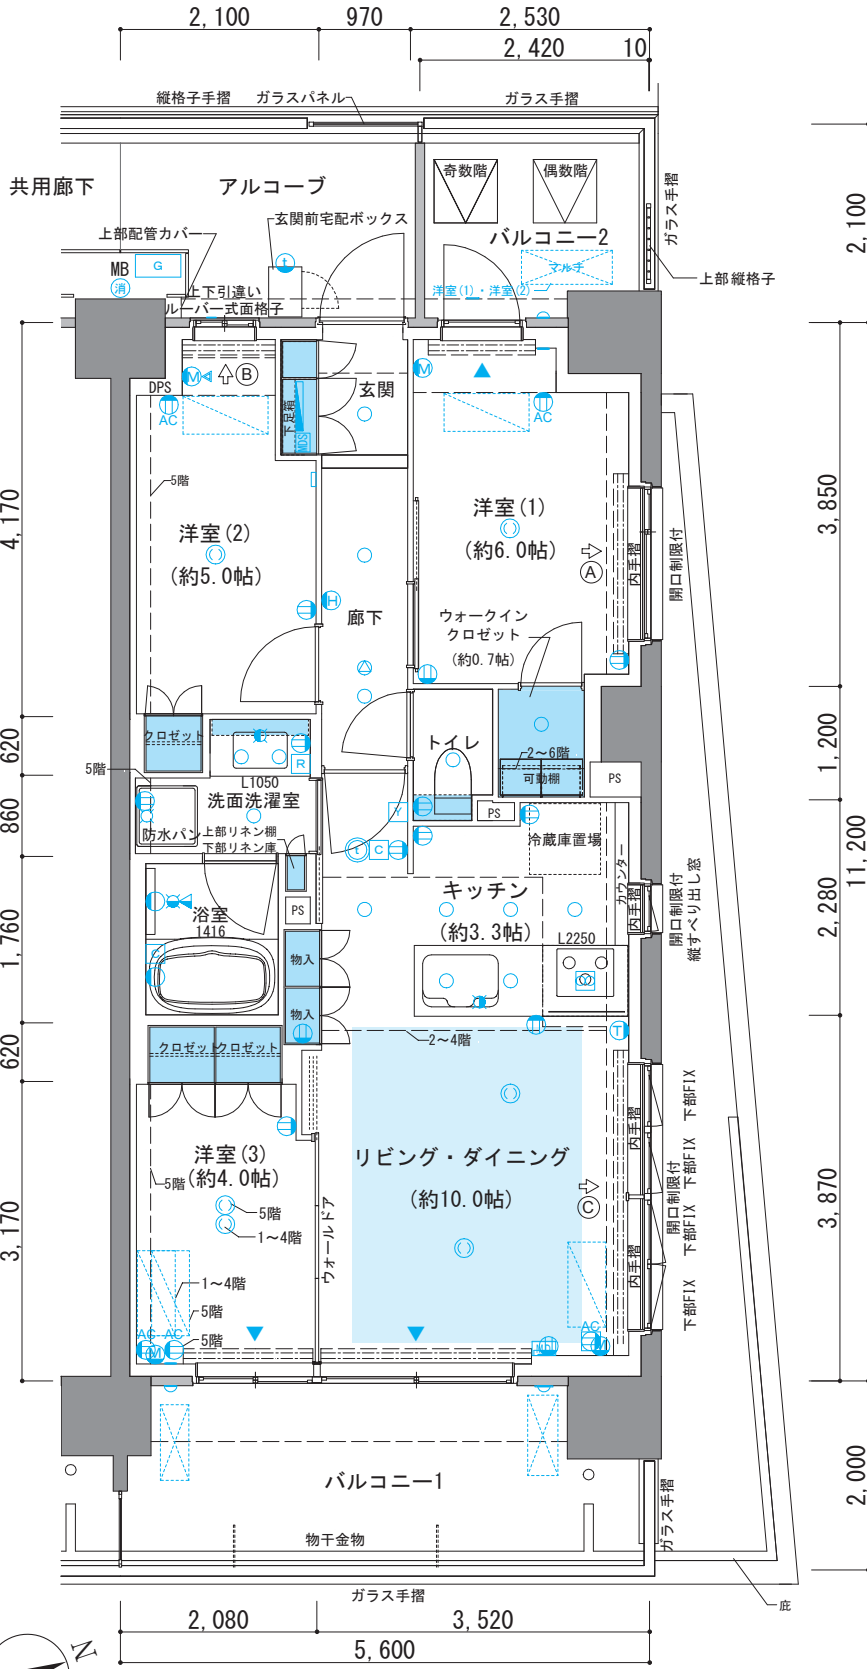 2,100
970
2,530
2,420
10
縦格子手摺
ガラスパネル
ガラス手摺
共用廊下
アルコーブ
奇数階
偶数階
ガラス手摺
2,100
上部配管カバー
玄関前宅配ボックス
バルコニー2
マルチ
洋室(1)・洋室(2)
上部縦格子
MB
G
消
t
上下引違い
ルーバー式面格子
M
B
DPS
AC
下足箱
MDS
玄関
M
AC
5階
4,170
洋室(2)
(約5.0帖)
洋室(1)
(約6.0帖)
A
内手摺
開口制限付
3,850
H
廊下
ウォークイン
クロゼット
(約0.7帖)
620
クロゼット
トイレ
2~6階
可動棚
PS
1,200
5階
R
L1050
洗面洗濯室
860
防水パン
上部リネン棚
下部リネン庫
Y
t
C
PS
冷蔵庫置場
カウンター
11,200
キッチン
(約3.3帖)
内手摺
開口制限付
縦すべり出し窓
2,280
1,760
浴室
1416
PS
物入
物入
L2250
T
620
クロゼット
クロゼット
2~4階
内手摺
下部FIX
洋室(3)
(約4.0帖)
5階
5階
1~4階
ウォールドア
リビング・ダイニング
(約10.0帖)
C
開口制限付
下部FIX
下部FIX
内手摺
下部FIX
3,870
3,170
1~4階
5階
AC
AC
5階
M
M
バルコニー1
ガラス手摺
2,000
物干金物
ガラス手摺
庇
2,080
3,520
5,600
N